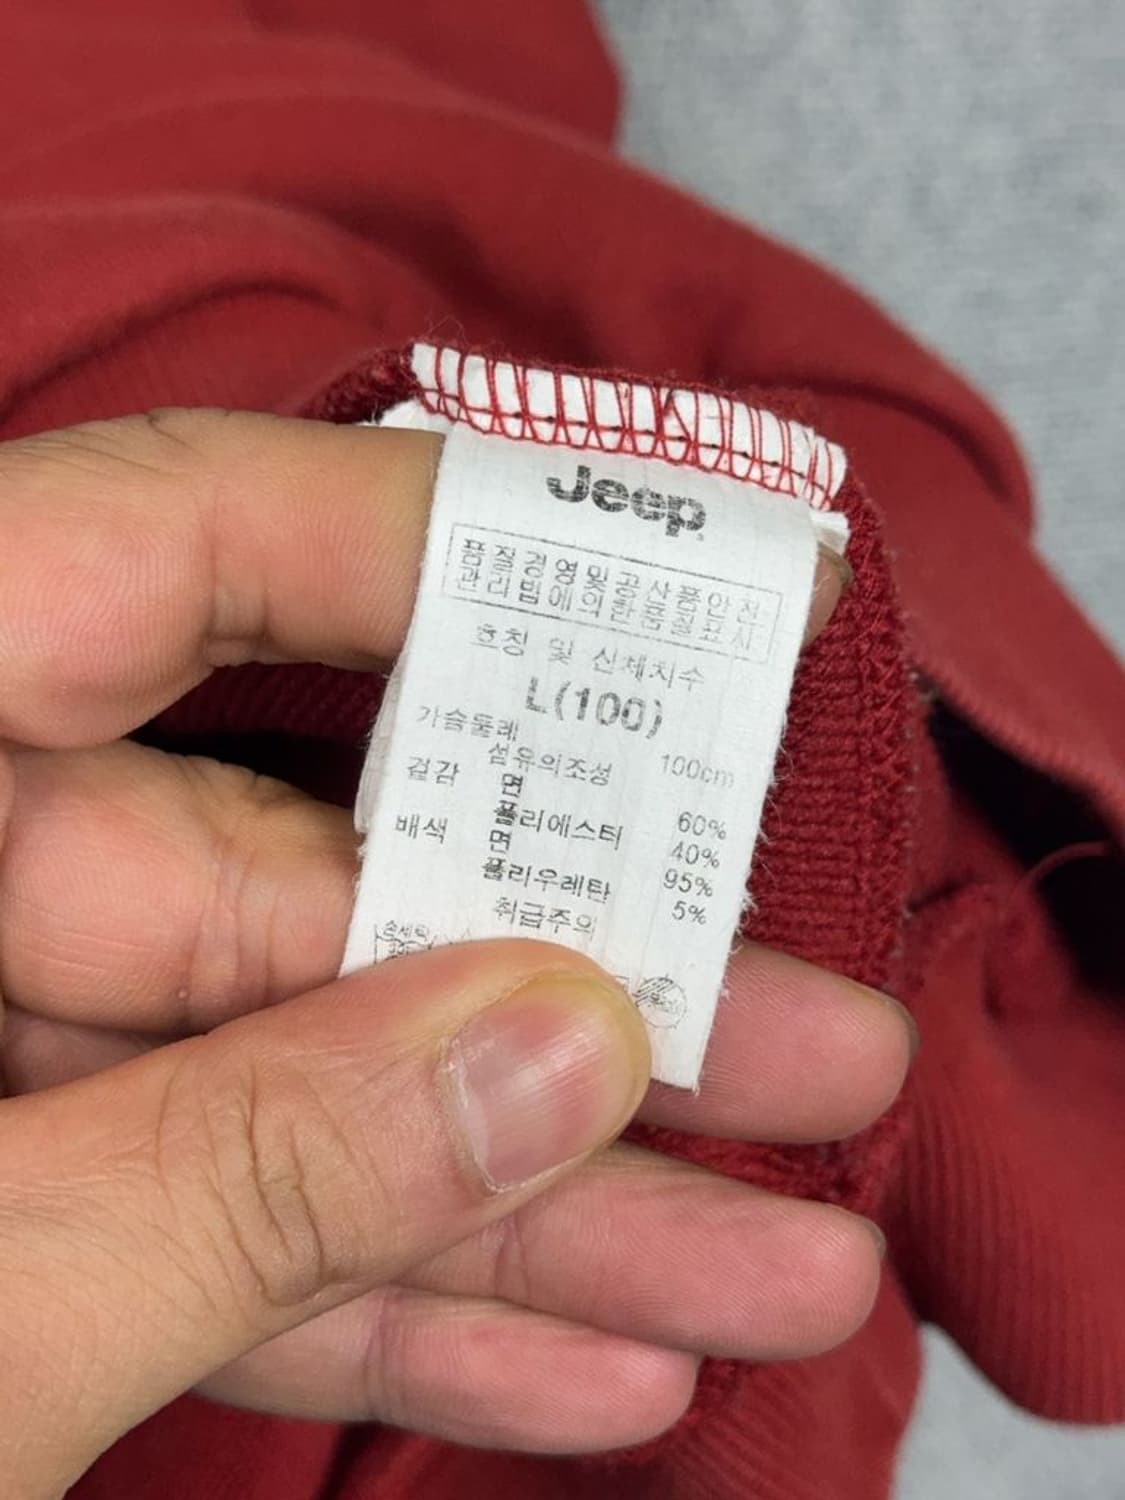 Jeep
품질경영및공산품안전
관리법에의한품질표시
호칭 및 신체치수
L(100)
가슴둘레 100cm
섬유의조성
겉감 면 60%
폴리에스터 40%
배색 면 95%
폴리우레탄 5%
취급주의
손세탁